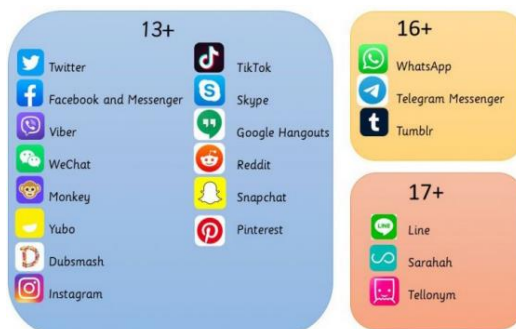 13+
Twitter
Facebook and Messenger
Viber
WeChat
Monkey
Yubo
Dubsmash
Instagram
TikTok
Skype
Google Hangouts
Reddit
Snapchat
Pinterest
16+
WhatsApp
Telegram Messenger
Tumblr
17+
Line
Sarahah
Tellonym